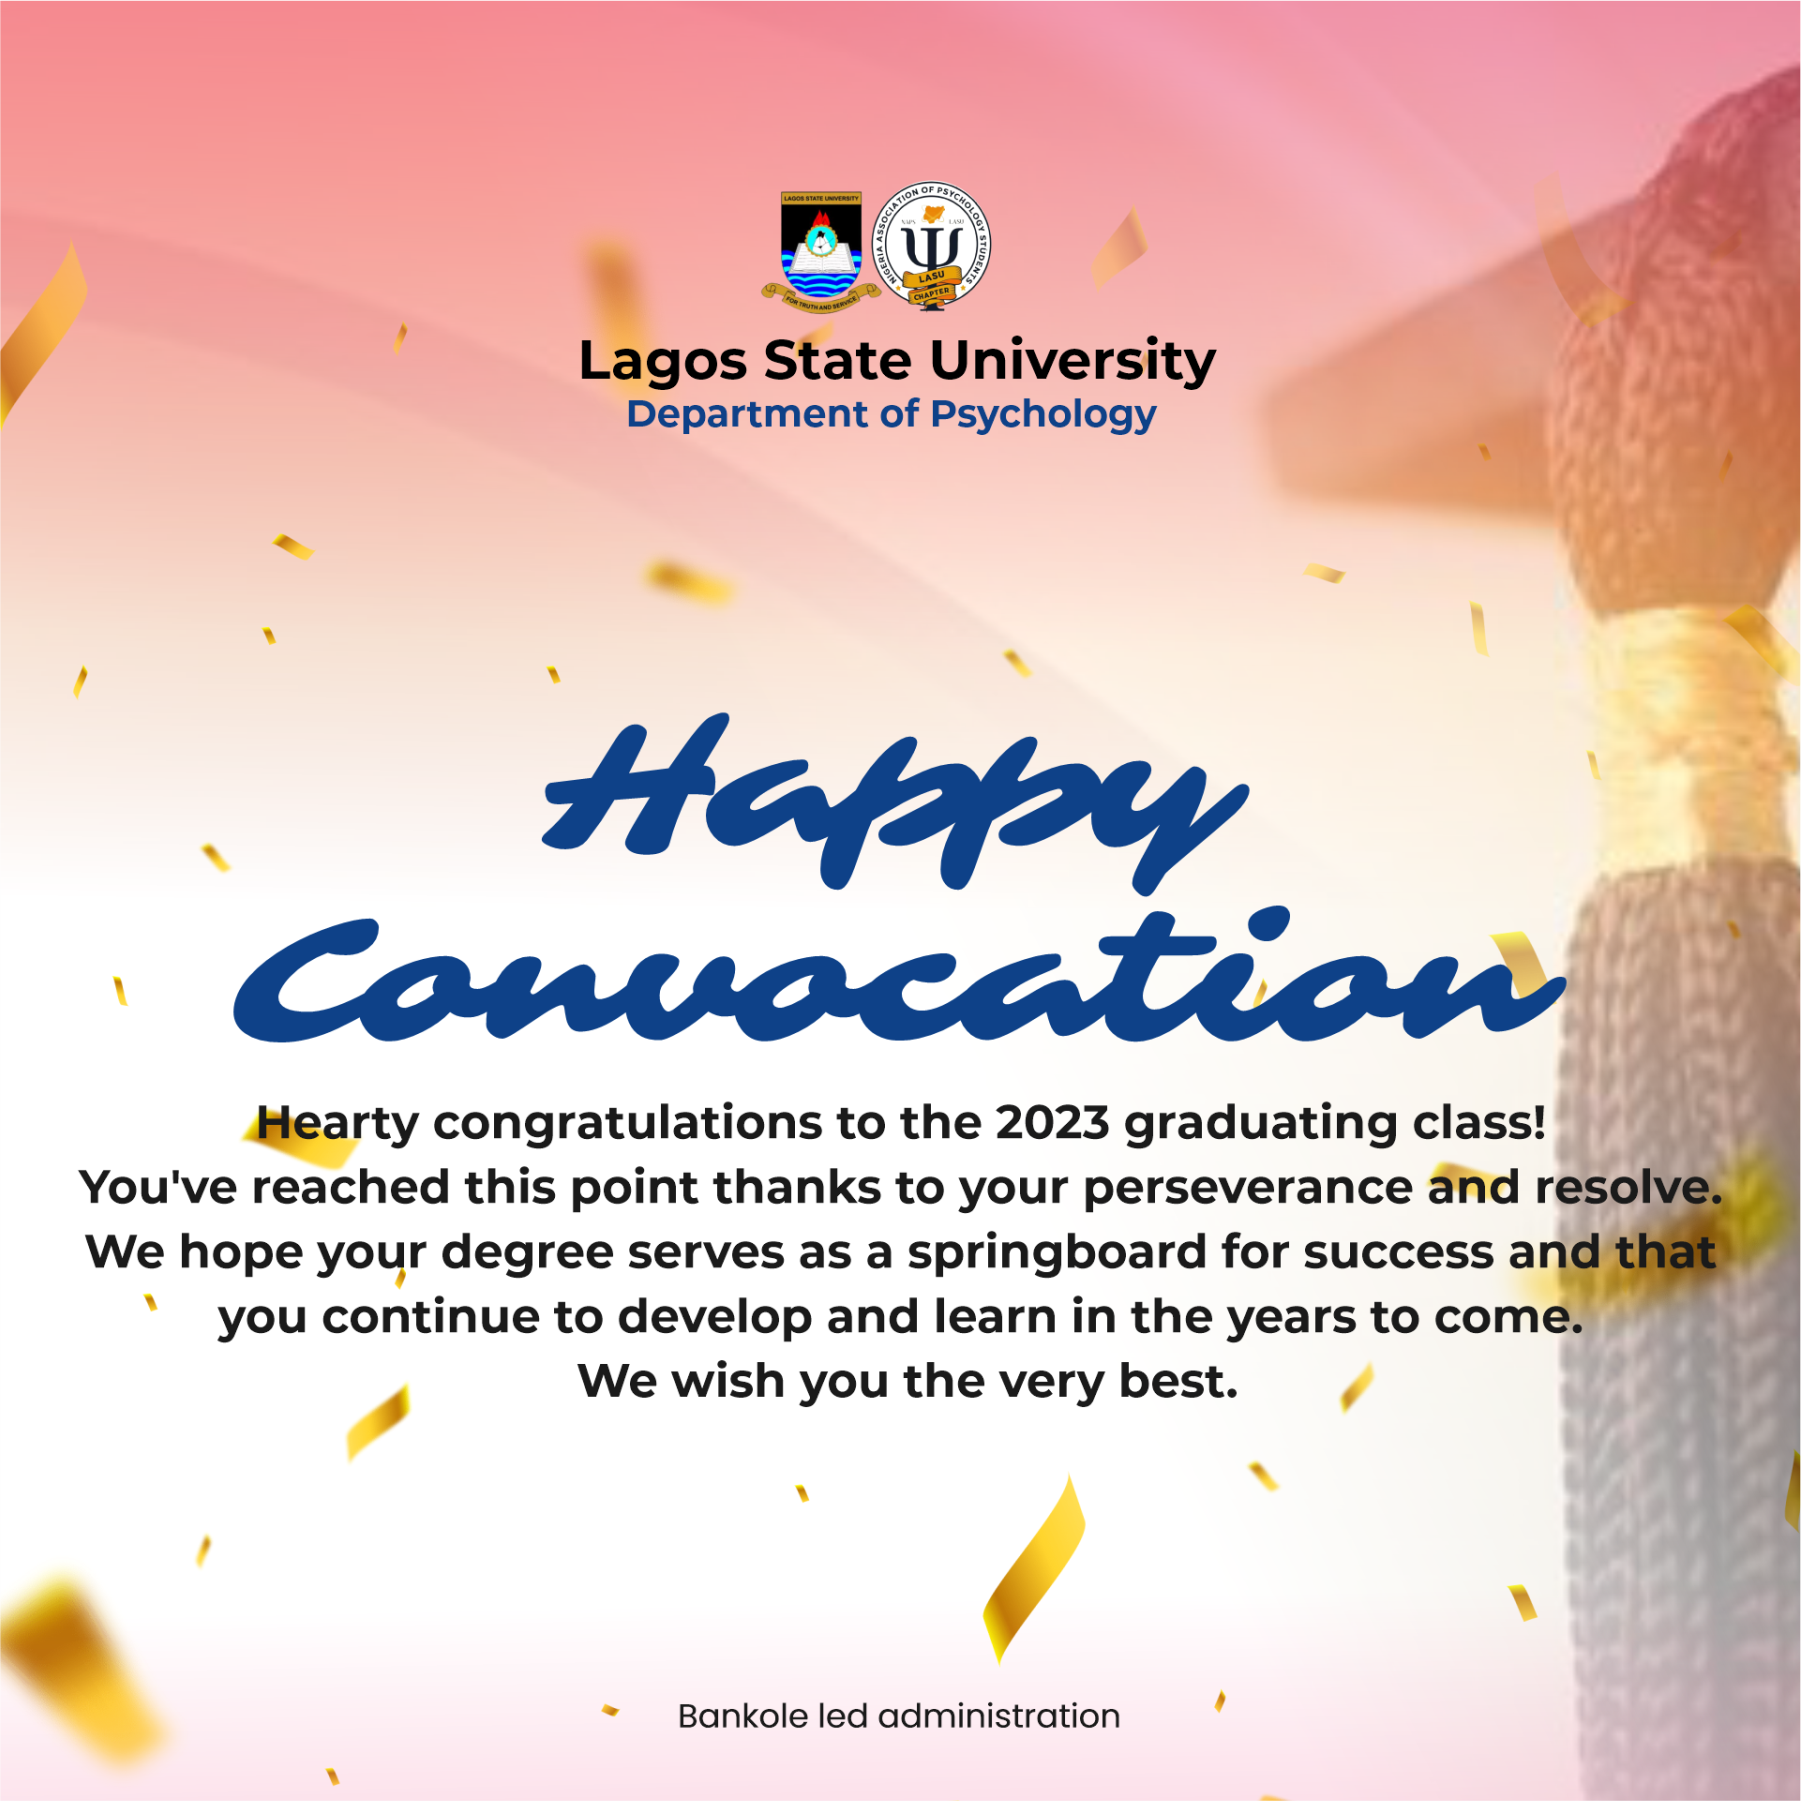 LAGOS STATE UNIVERSITY
FOR TRUTH AND SERVICE
NIGERIA ASSOCIATION OF PSYCHOLOGY STUDENTS
NAPS LASU
Ψ
LASU
CHAPTER
Lagos State University
Department of Psychology
Happy
Convocation
Hearty congratulations to the 2023 graduating class!
You've reached this point thanks to your perseverance and resolve.
We hope your degree serves as a springboard for success and that
you continue to develop and learn in the years to come.
We wish you the very best.
Bankole led administration